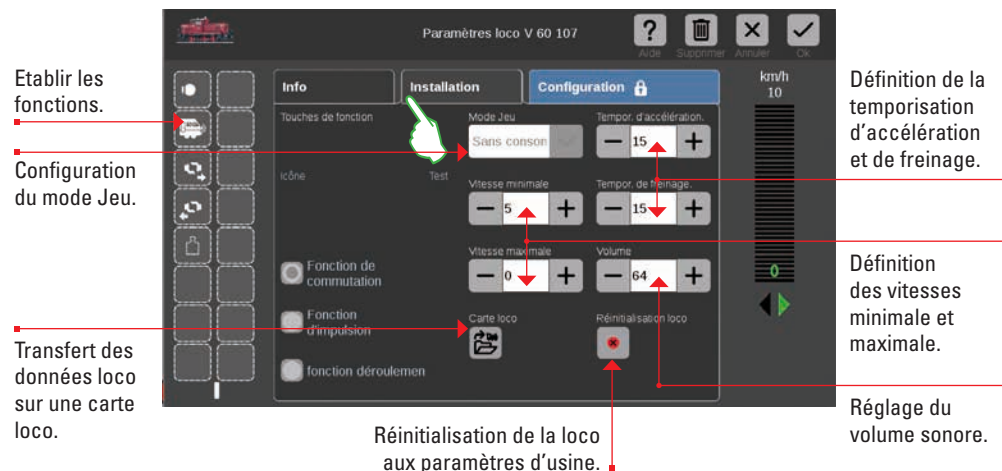 Paramètres loco V 60 107
Aide
Supprimer
Annuler
Ok
Info
Installation
Configuration
km/h
10
Touches de fonction
Mode Jeu
Tempor. d'accélération.
Sans conson
15
Icône
Test
Vitesse minimale
Tempor. de freinage.
5
15
Vitesse maximale
Volume
0
64
0
Fonction de
commutation
Fonction
d'impulsion
fonction déroulemen
Carte loco
Réinitialisation loco
Etablir les
fonctions.
Configuration
du mode Jeu.
Transfert des
données loco
sur une carte
loco.
Réinitialisation de la loco
aux paramètres d'usine.
Définition de la
temporisation
d'accélération
et de freinage.
Définition
des vitesses
minimale et
maximale.
Réglage du
volume sonore.